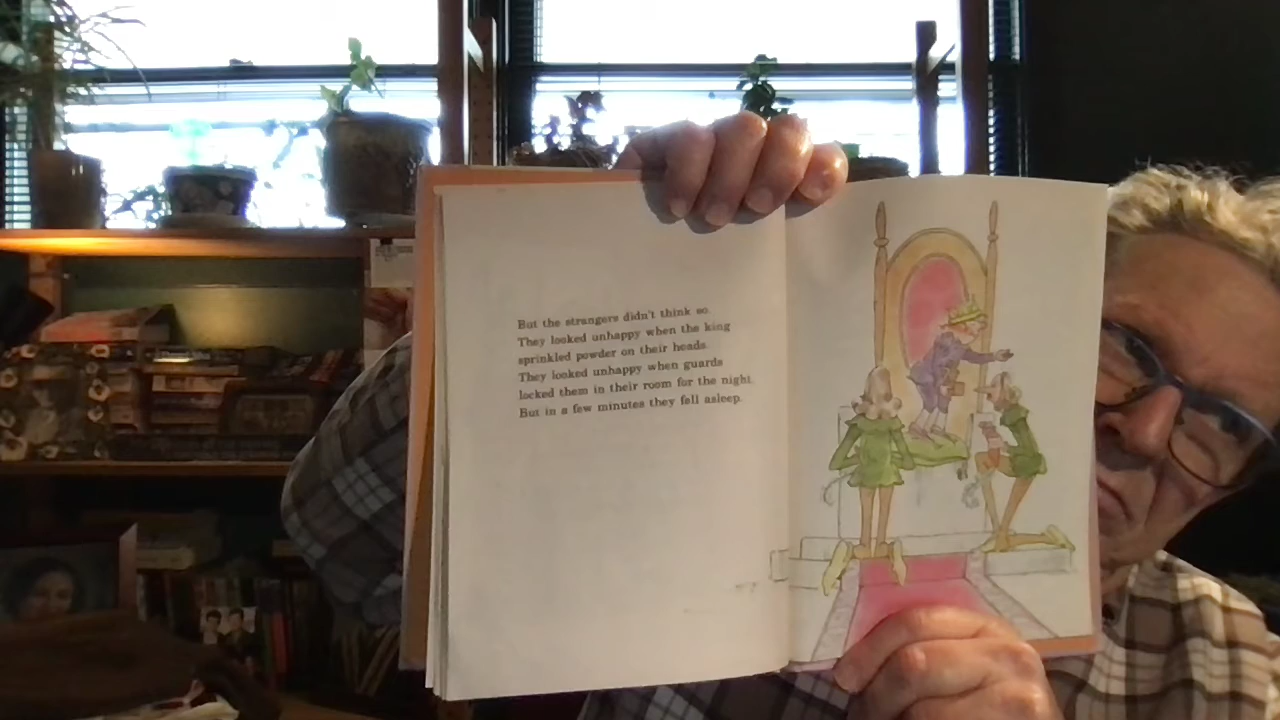 But the strangers didn't think so.
They looked unhappy when the king
sprinkled powder on their heads.
They looked unhappy when guards
locked them in their room for the night.
But in a few minutes they fell asleep.